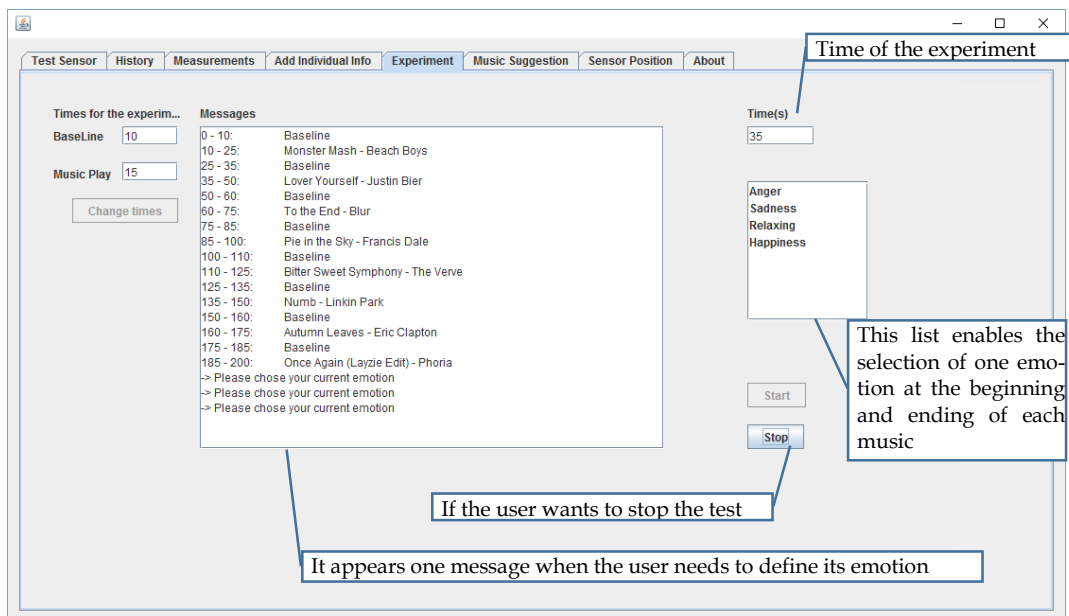 Time of the experiment
Test Sensor History Measurements Add Individual Info Experiment Music Suggestion Sensor Position About
Times for the experim...
BaseLine 10
Music Play 15
Change times
Messages
0 - 10: Baseline
10 - 25: Monster Mash - Beach Boys
25 - 35: Baseline
35 - 50: Lover Yourself - Justin Bier
50 - 60: Baseline
60 - 75: To the End - Blur
75 - 85: Baseline
85 - 100: Pie in the Sky - Francis Dale
100 - 110: Baseline
110 - 125: Bitter Sweet Symphony - The Verve
125 - 135: Baseline
135 - 150: Numb - Linkin Park
150 - 160: Baseline
160 - 175: Autumn Leaves - Eric Clapton
175 - 185: Baseline
185 - 200: Once Again (Layzie Edit) - Phoria
-> Please chose your current emotion
-> Please chose your current emotion
-> Please chose your current emotion
Time(s)
35
Anger
Sadness
Relaxing
Happiness
This list enables the
selection of one emo-
tion at the beginning
and ending of each
music
Start
Stop
If the user wants to stop the test
It appears one message when the user needs to define its emotion